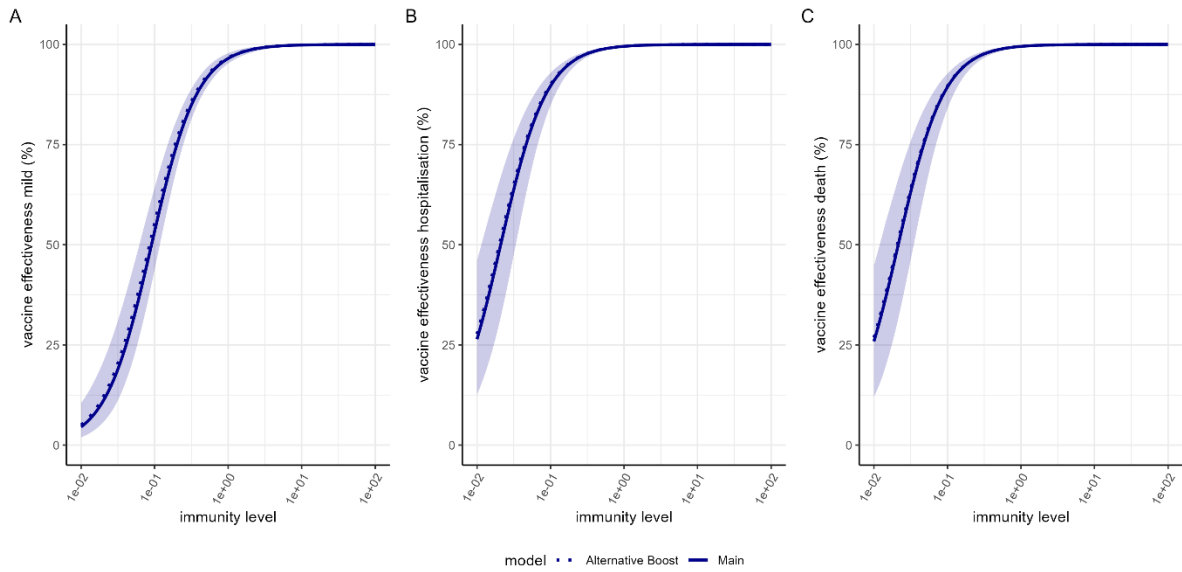 A
vaccine effectiveness mild (%)
100
75
50
25
0
1e-02
1e-01
1e+00
1e+01
1e+02
immunity level
B
vaccine effectiveness hospitalisation (%)
100
75
50
25
0
1e-02
1e-01
1e+00
1e+01
1e+02
immunity level
C
vaccine effectiveness death (%)
100
75
50
25
0
1e-02
1e-01
1e+00
1e+01
1e+02
immunity level
model Alternative Boost Main